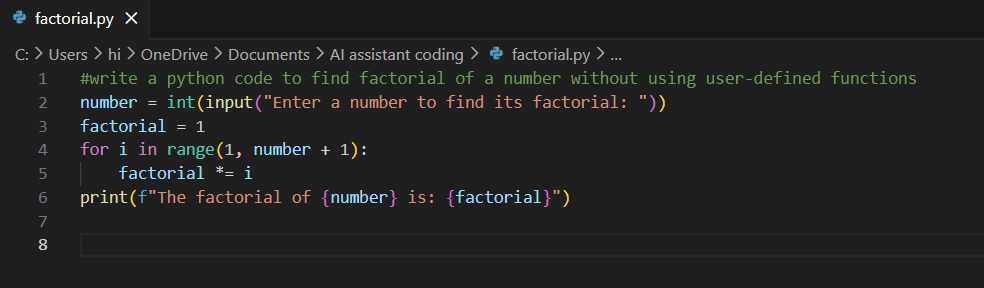 factorial.py ×
C: > Users > hi > OneDrive > Documents > AI assistant coding > factorial.py > ...
1 #write a python code to find factorial of a number without using user-defined functions
2 number = int(input("Enter a number to find its factorial: "))
3 factorial = 1
4 for i in range(1, number + 1):
5     factorial *= i
6 print(f"The factorial of {number} is: {factorial}")
7
8